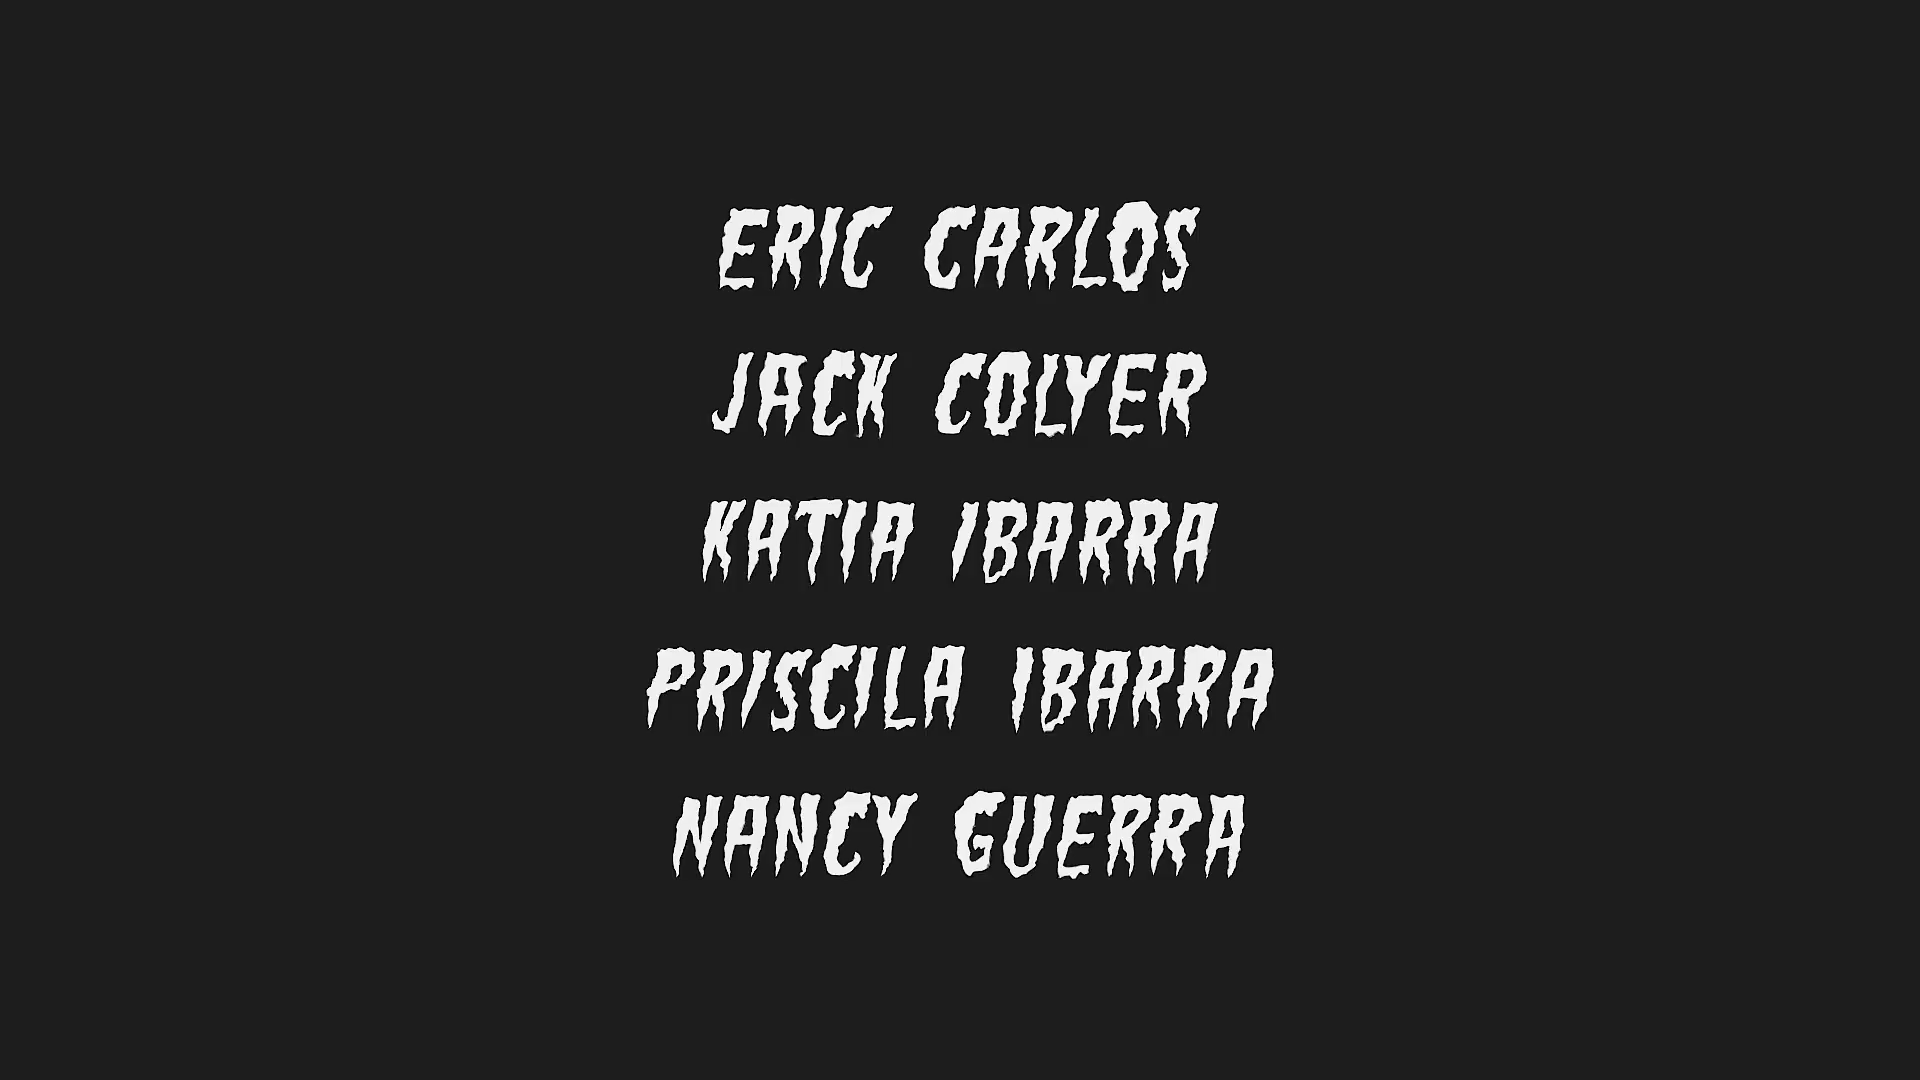 ERIC CARLOS
JACK COLYER
KATIA IBARRA
PRISCILA IBARRA
NANCY GUERRA